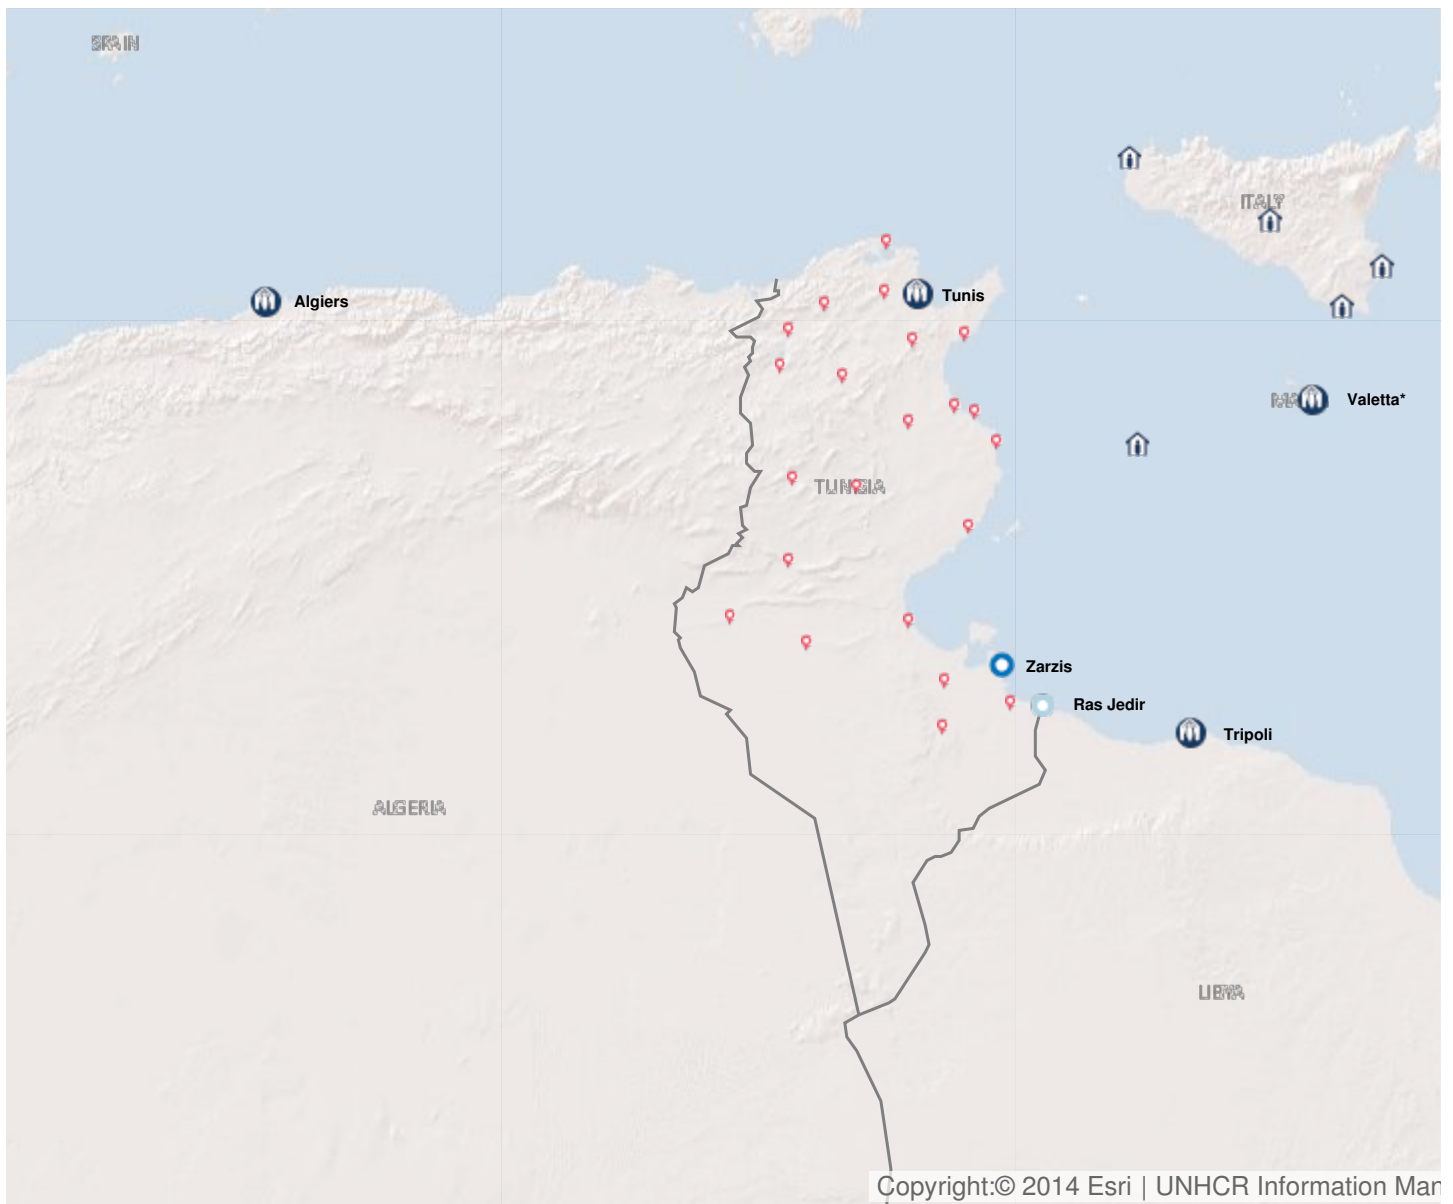 SPAIN
ITALY
Algiers
Tunis
Valetta*
TUNISIA
Zarzis
Ras Jedir
Tripoli
ALGERIA
LIBYA
Copyright:© 2014 Esri | UNHCR Information Man